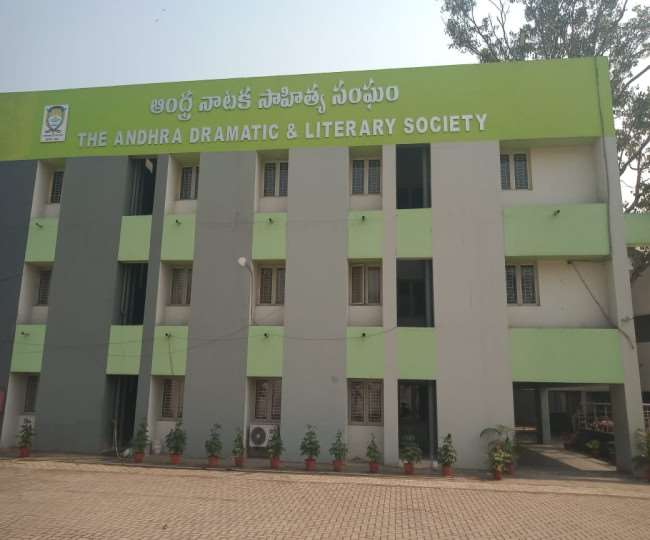 ఆంధ్ర నాటక సాహిత్య సంఘం
THE ANDHRA DRAMATIC & LITERARY SOCIETY